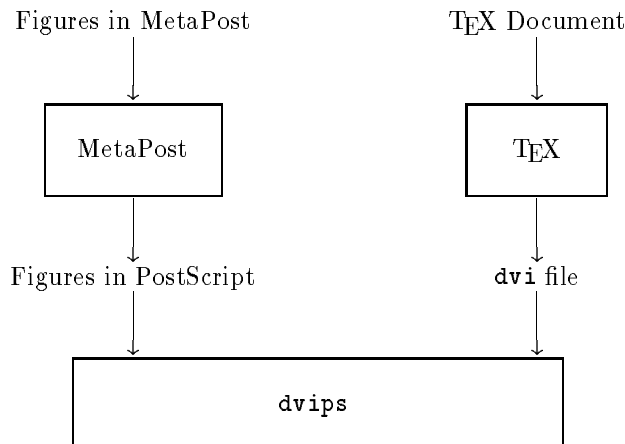 Figures in MetaPost
TEX Document
MetaPost
TEX
Figures in PostScript
dvi file
dvips